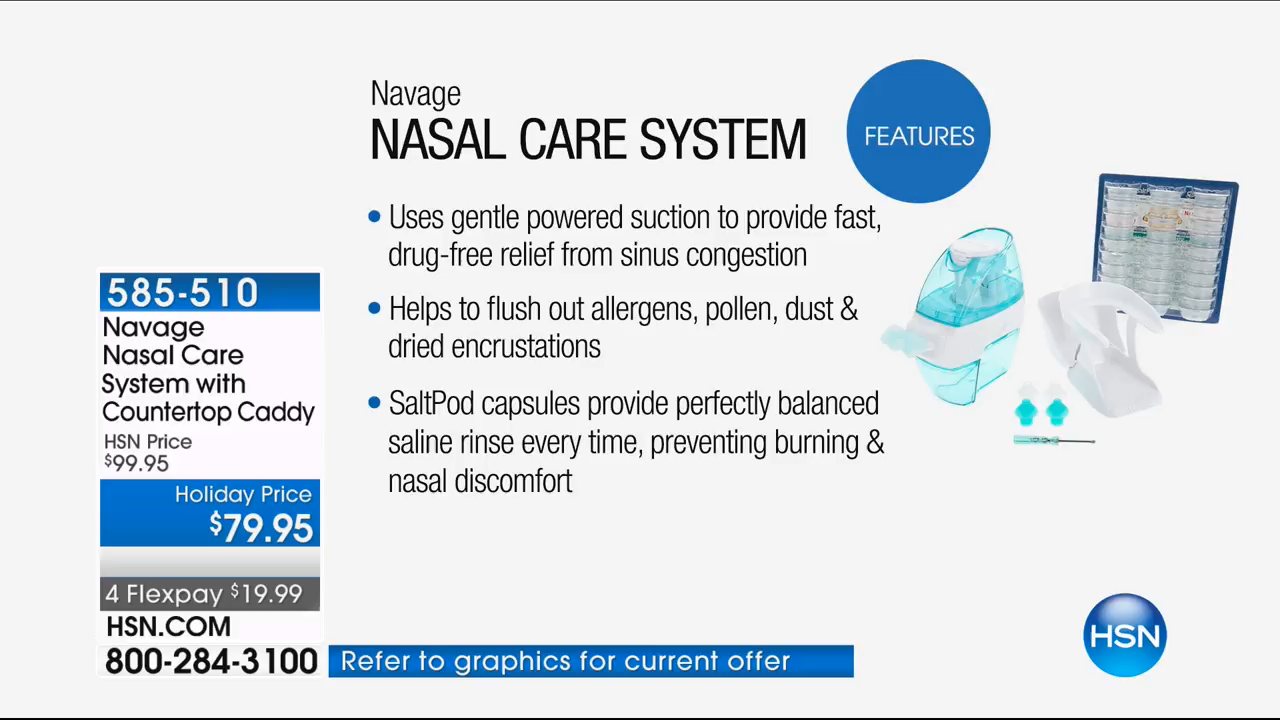 Navage
NASAL CARE SYSTEM
FEATURES
• Uses gentle powered suction to provide fast,
drug-free relief from sinus congestion
• Helps to flush out allergens, pollen, dust &
dried encrustations
• SaltPod capsules provide perfectly balanced
saline rinse every time, preventing burning &
nasal discomfort
585-510
Navage
Nasal Care
System with
Countertop Caddy
HSN Price
$99.95
Holiday Price
$79.95
4 Flexpay $19.99
HSN.COM
800-284-3100
Refer to graphics for current offer
HSN